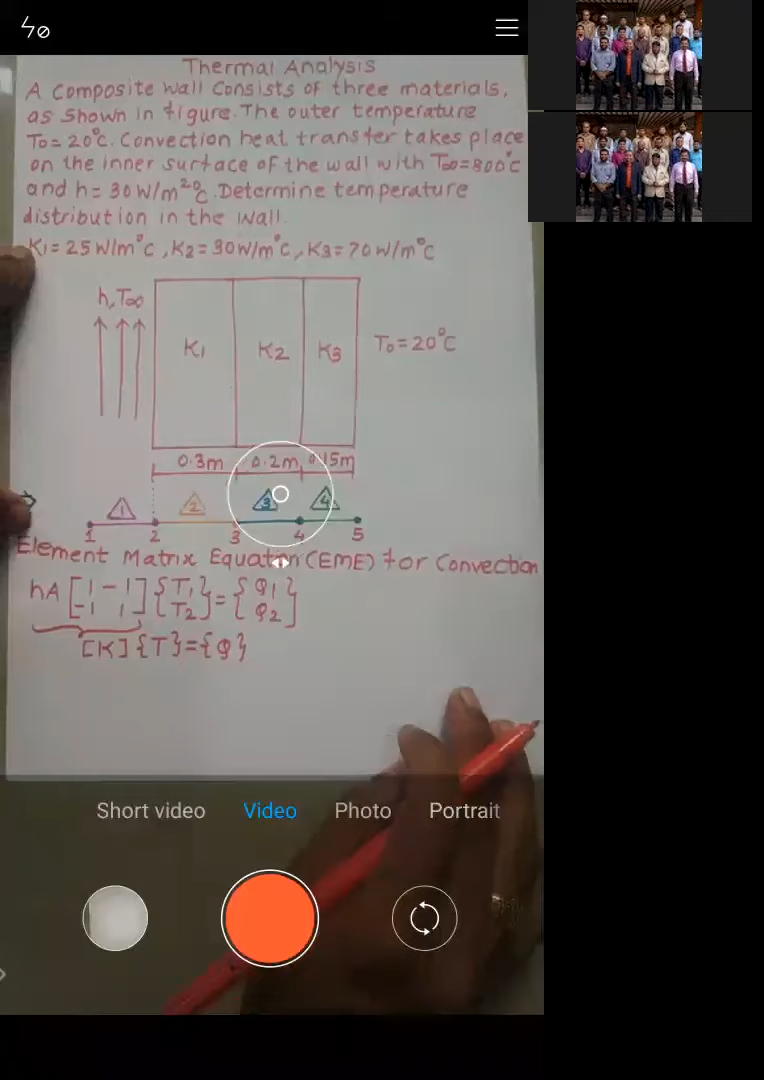 Thermal Analysis
A composite wall consists of three materials,
as shown in figure. The outer temperature
T0 = 20°C. Convection heat transfer takes place
on the inner surface of the wall with T∞=800°C
and h= 30 W/m²°C. Determine temperature
distribution in the wall.
K1 = 25 W/m°C, K2 = 30 W/m°C, K3 = 70 W/m°C
h, T∞
K1 K2 K3 T0 = 20°C
0.3m 0.2m 0.15m
1 2 3 4
1 2 3 4 5
Element Matrix Equation (EME) for Convection
hA [1 -1 -1 1] {T1 T2} = {Q1 Q2}
[K] {T} = {Q}
Short video Video Photo Portrait